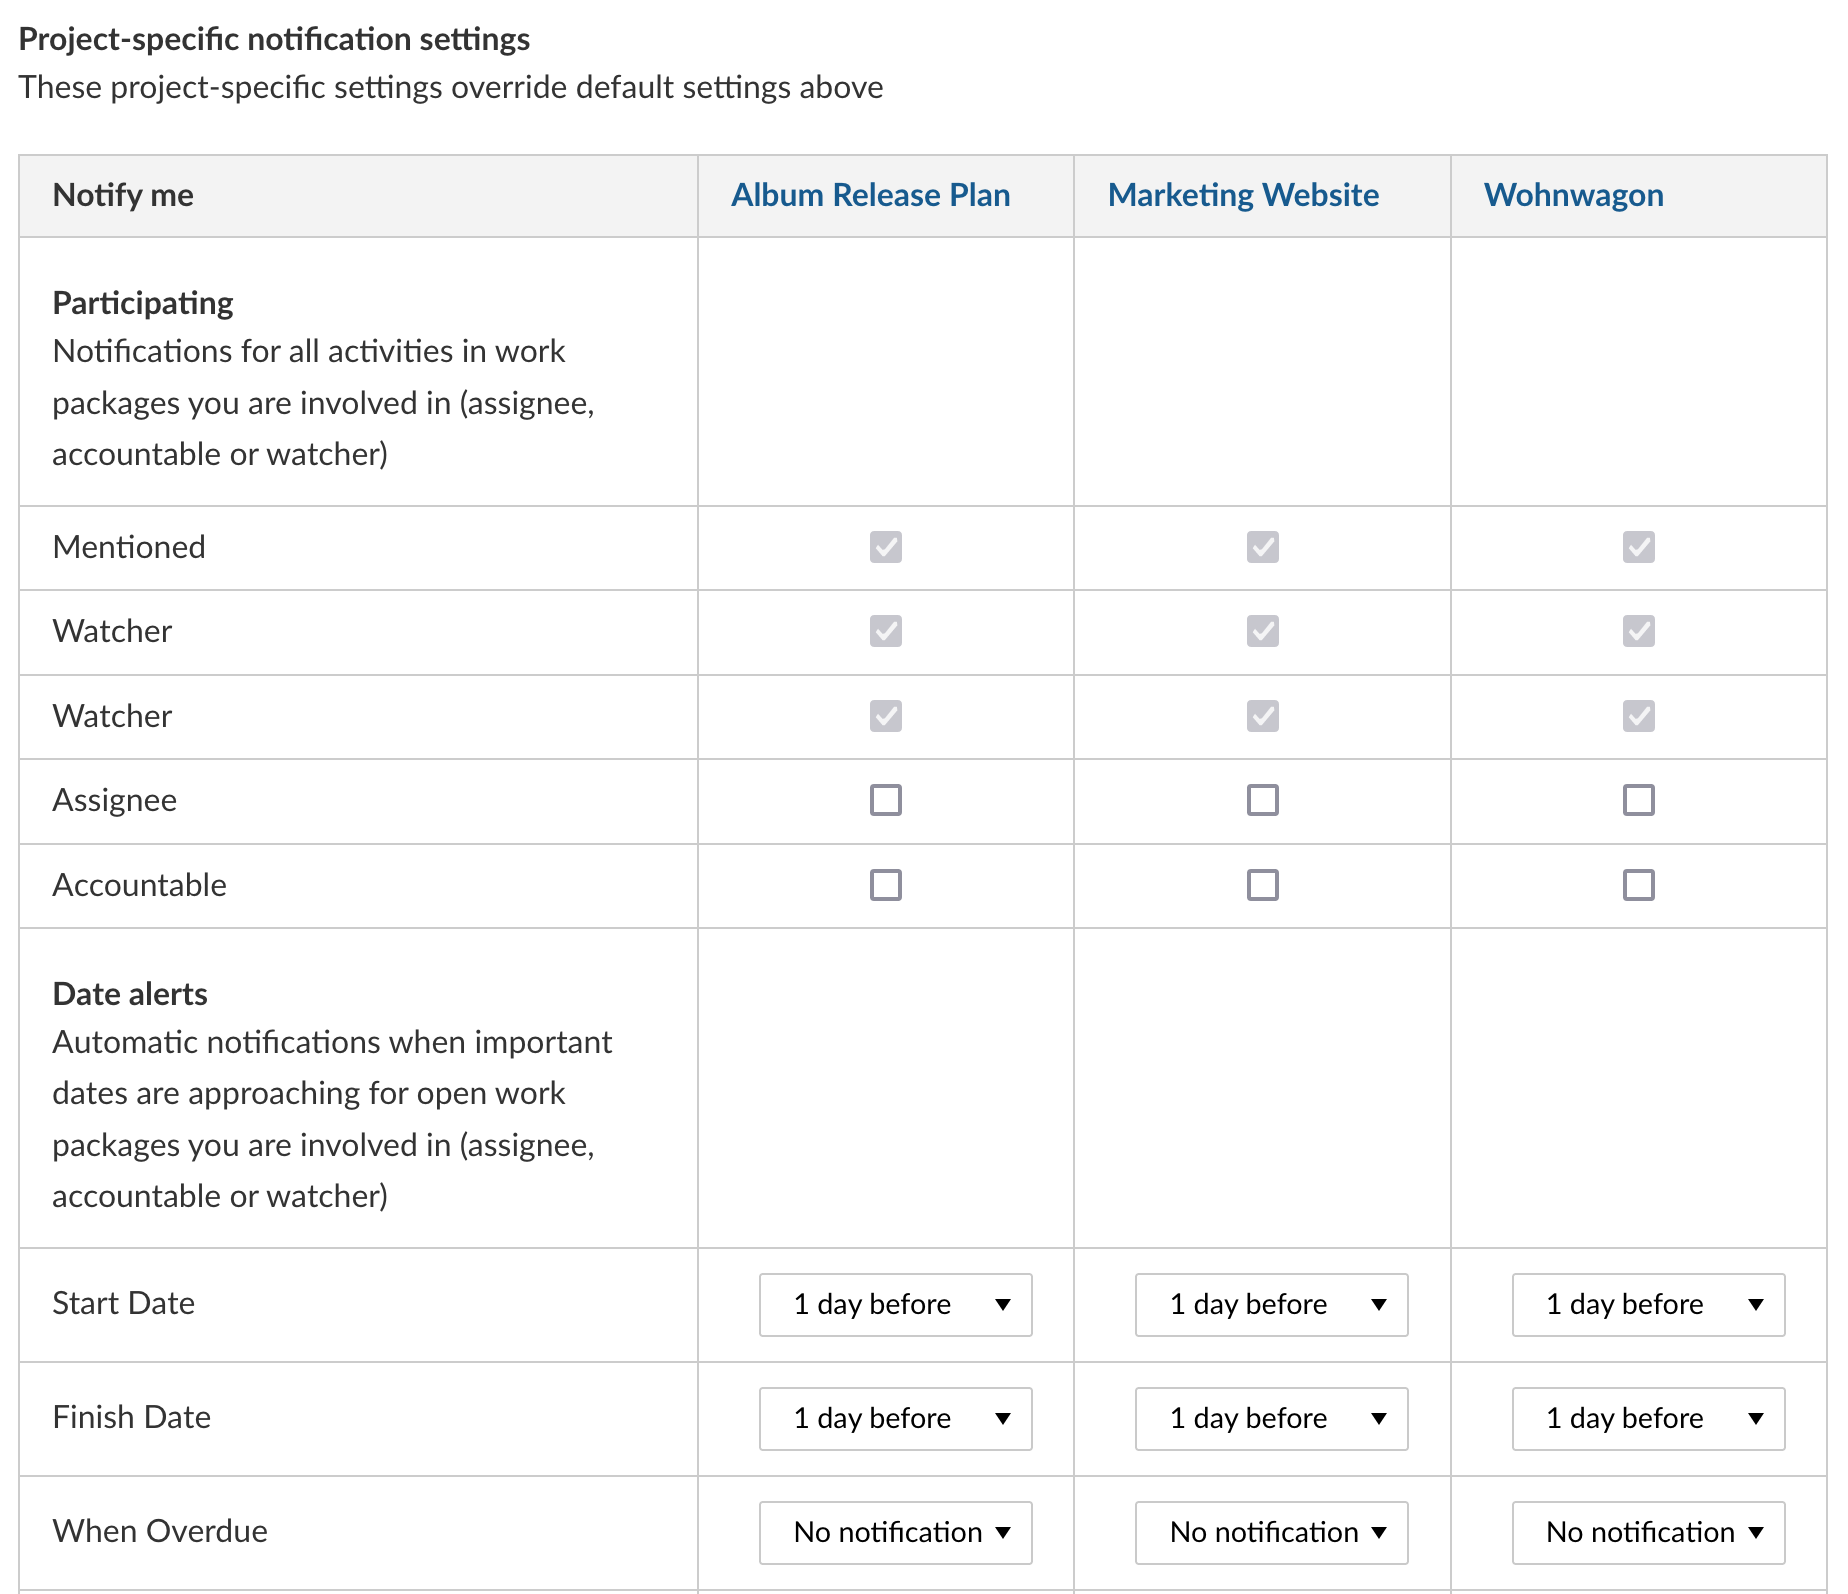 Project-specific notification settings
These project-specific settings override default settings above
Notify me Album Release Plan Marketing Website Wohnwagon
Participating
Notifications for all activities in work
packages you are involved in (assignee,
accountable or watcher)
Mentioned
Watcher
Watcher
Assignee
Accountable
Date alerts
Automatic notifications when important
dates are approaching for open work
packages you are involved in (assignee,
accountable or watcher)
Start Date 1 day before 1 day before 1 day before
Finish Date 1 day before 1 day before 1 day before
When Overdue No notification No notification No notification